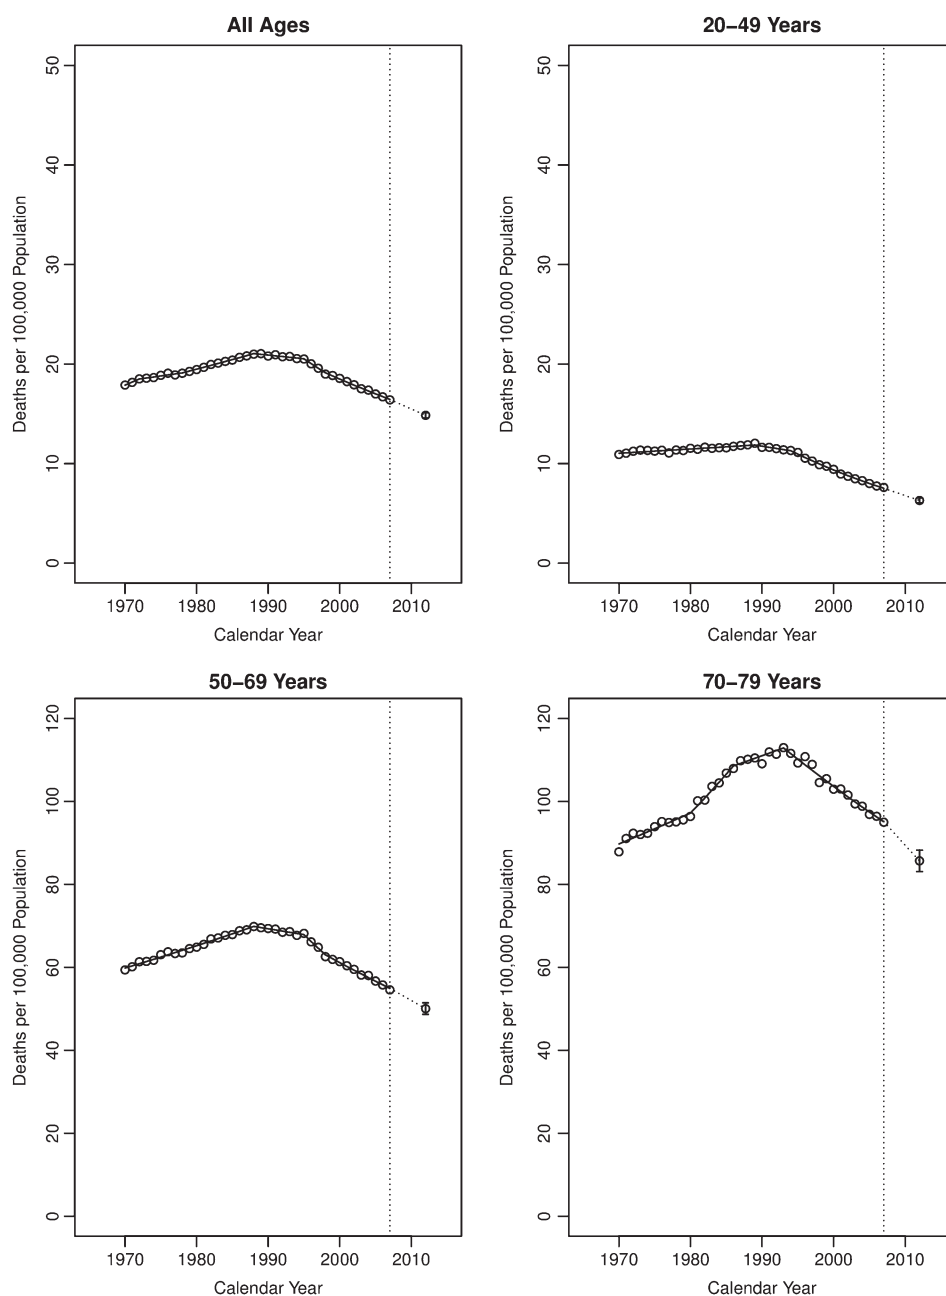 All Ages
Deaths per 100,000 Population
50
40
30
20
10
0
1970 1980 1990 2000 2010
Calendar Year
20–49 Years
Deaths per 100,000 Population
50
40
30
20
10
0
1970 1980 1990 2000 2010
Calendar Year
50–69 Years
Deaths per 100,000 Population
120
100
80
60
40
20
0
1970 1980 1990 2000 2010
Calendar Year
70–79 Years
Deaths per 100,000 Population
120
100
80
60
40
20
0
1970 1980 1990 2000 2010
Calendar Year